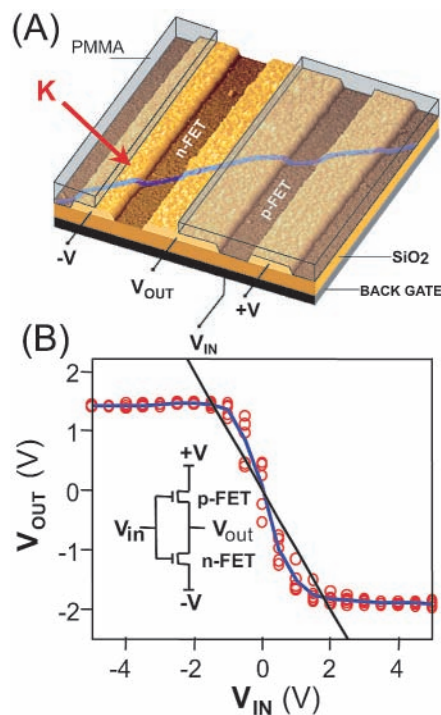 (A)
PMMA
K
n-FET
p-FET
-V
VOUT
VIN
+V
SiO2
BACK GATE
(B)
2
1
0
-1
-2
VOUT (V)
+V
p-FET
Vin
Vout
n-FET
-V
-4 -2 0 2 4
VIN (V)